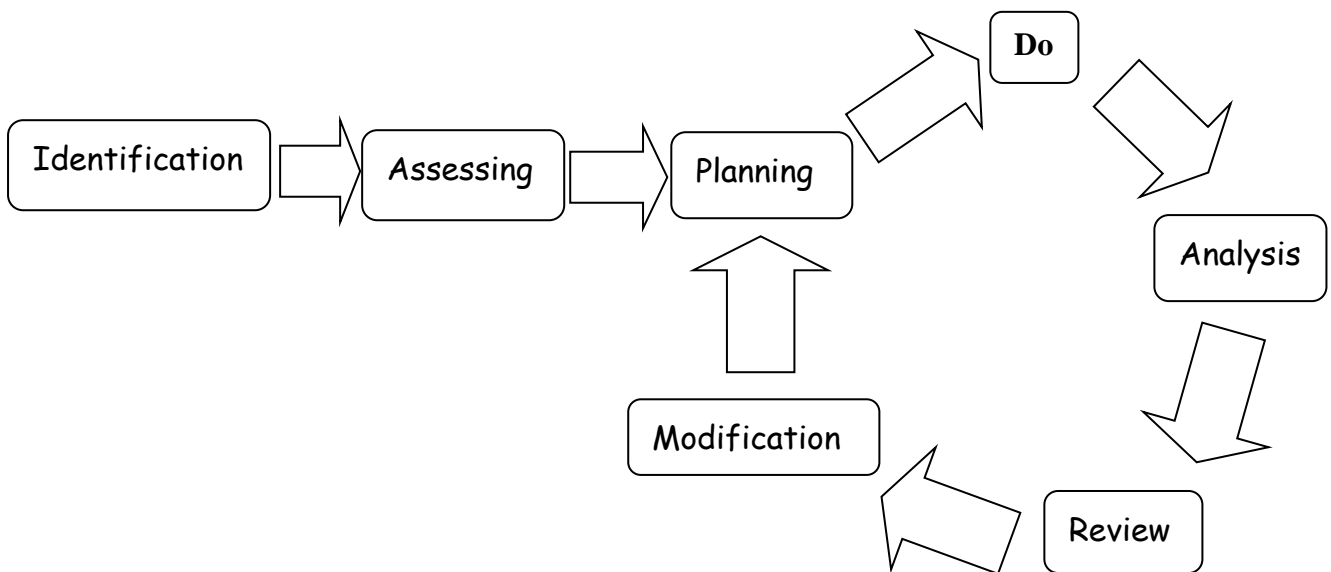 Identification
Assessing
Planning
Do
Analysis
Review
Modification